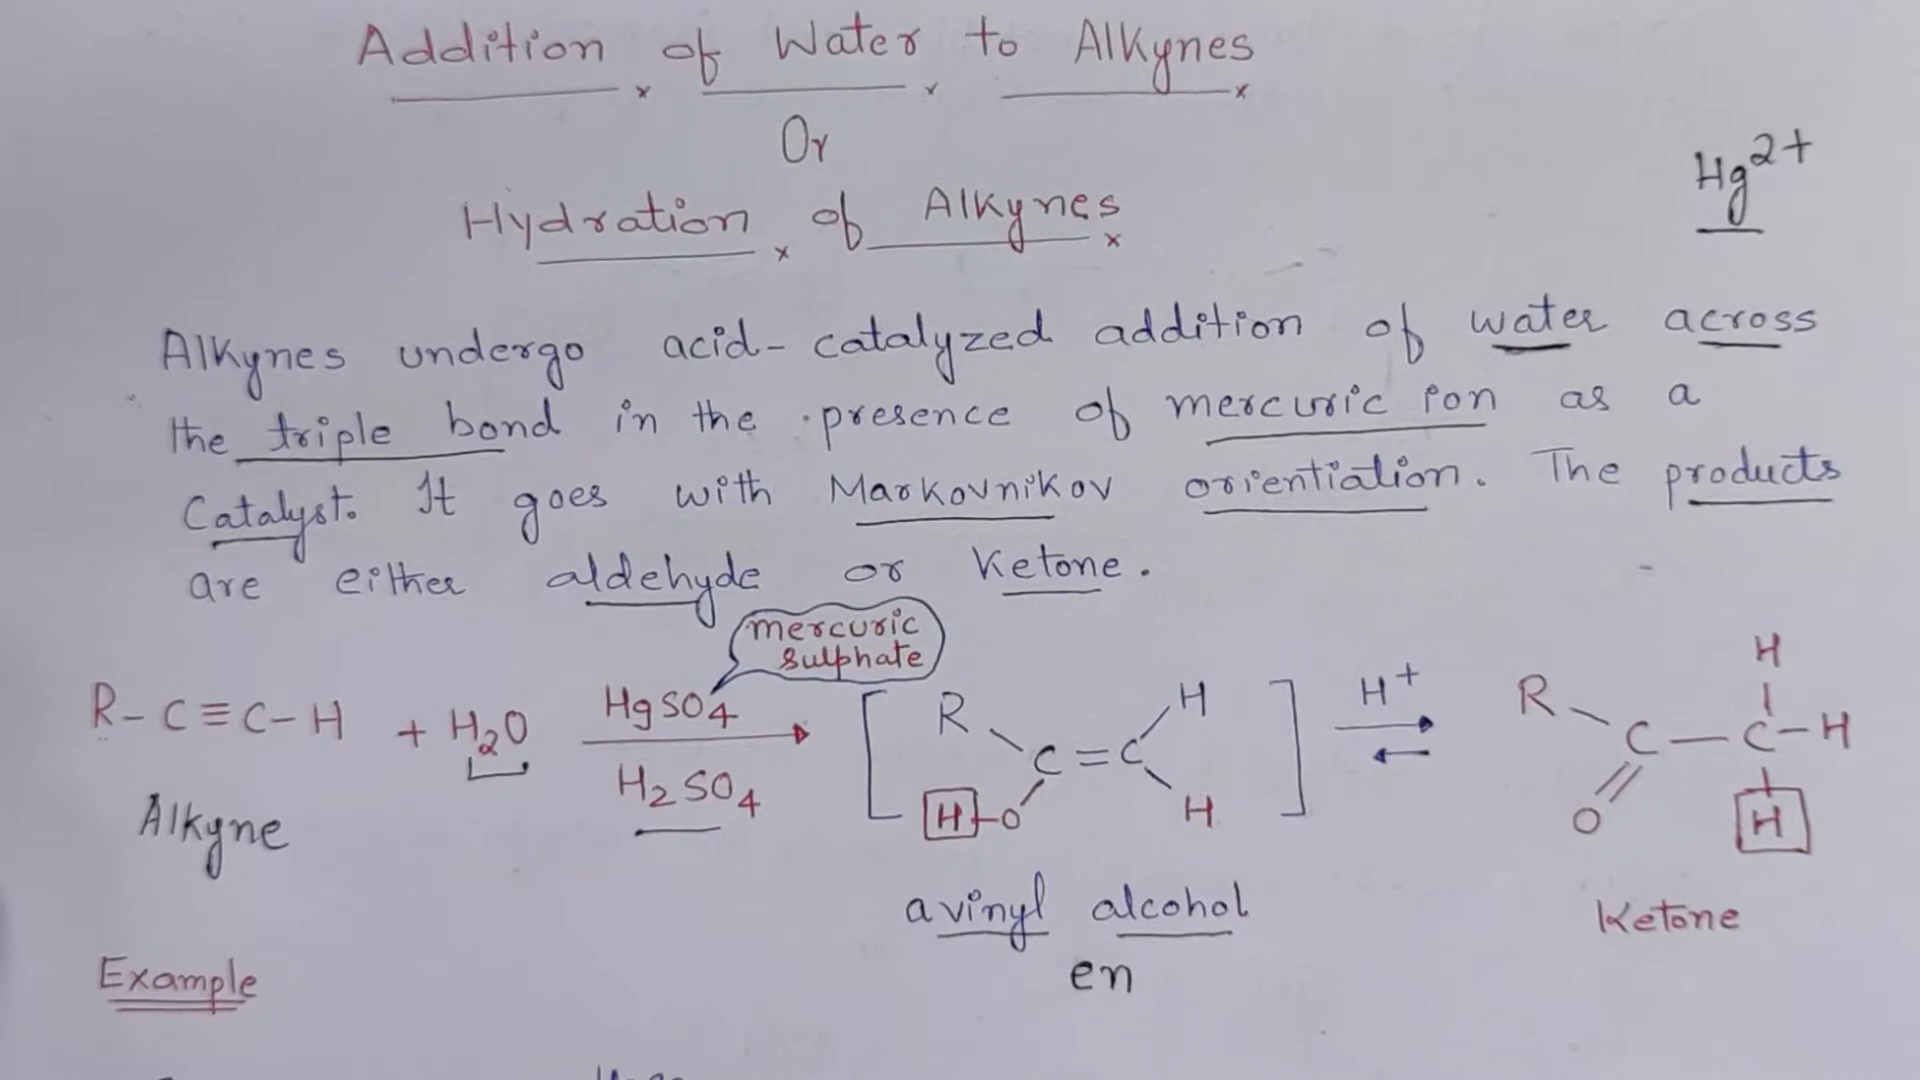 Addition of Water to Alkynes
Or
Hydration of Alkynes
Hg2+
Alkynes undergo acid-catalyzed addition of water across
the triple bond in the presence of mercuric ion as a
Catalyst. It goes with Markovnikov orientiation. The products
are either aldehyde or Ketone.
mercuric
sulphate
R-C≡C-H + H2O HgSO4
H2SO4
[R C=C H H H-O] H+
R C-C-H H O H
Alkyne
a vinyl alcohol
Ketone
en
Example